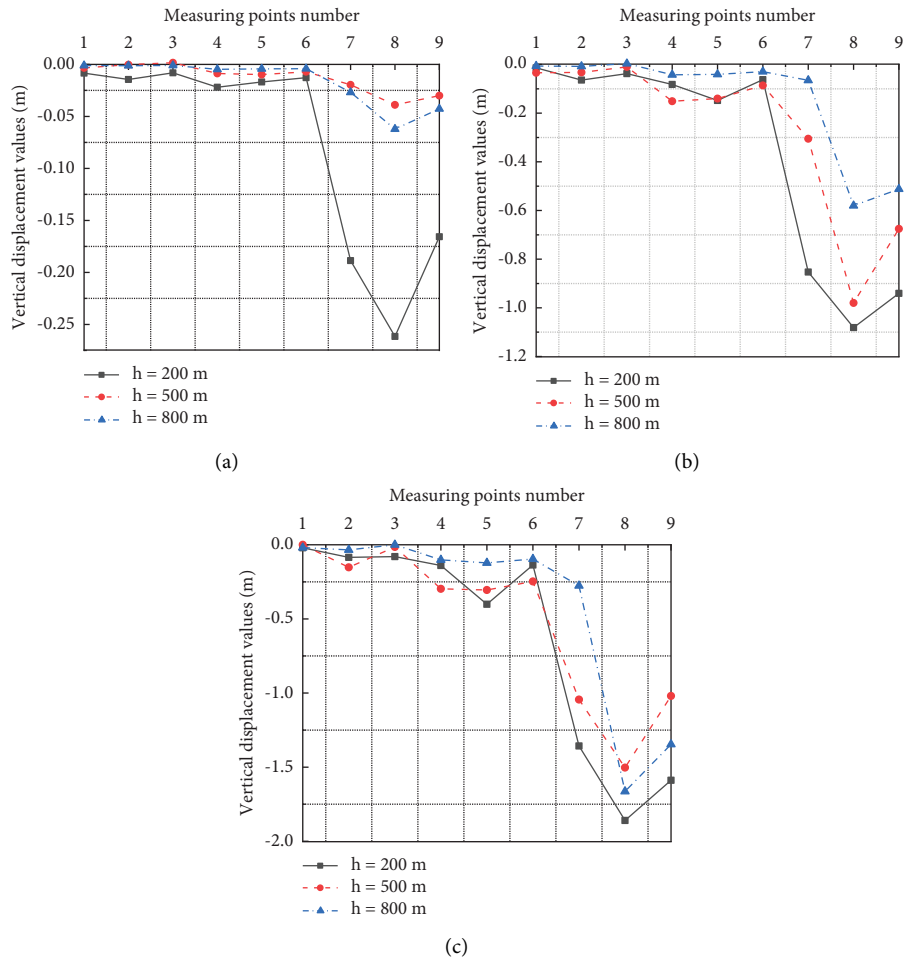 Measuring points number
1 2 3 4 5 6 7 8 9
0.00
-0.05
-0.10
-0.15
-0.20
-0.25
Vertical displacement values (m)
h = 200 m
h = 500 m
h = 800 m
(a)
Measuring points number
1 2 3 4 5 6 7 8 9
0.0
-0.2
-0.4
-0.6
-0.8
-1.0
-1.2
Vertical displacement values (m)
h = 200 m
h = 500 m
h = 800 m
(b)
Measuring points number
1 2 3 4 5 6 7 8 9
0.0
-0.5
-1.0
-1.5
-2.0
Vertical displacement values (m)
h = 200 m
h = 500 m
h = 800 m
(c)